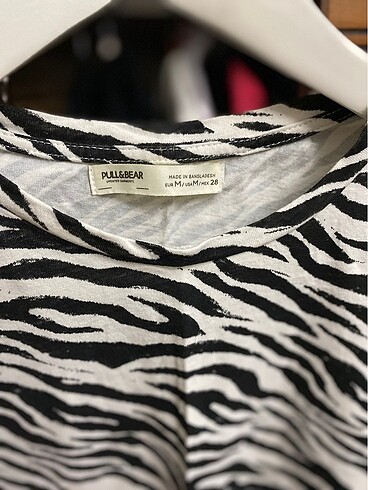 PULL&BEAR
MADE IN BANGLADESH
EUR M / USA M / MEX 28